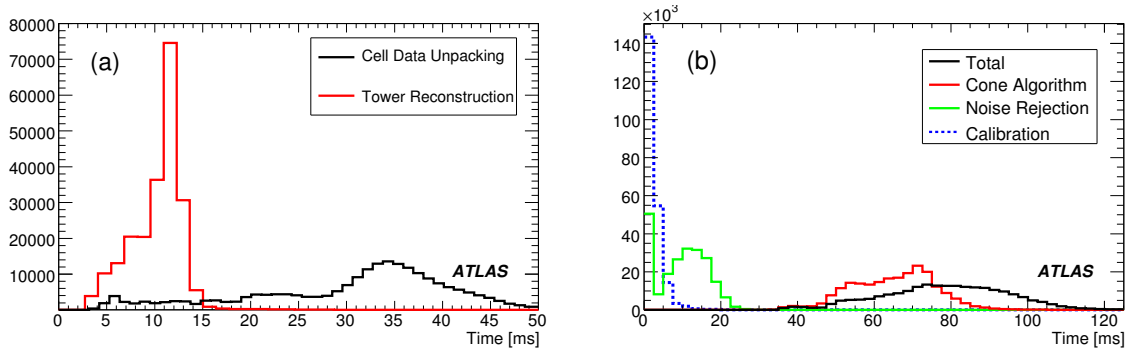 80000
70000
60000
50000
40000
30000
20000
10000
(a)
Cell Data Unpacking
Tower Reconstruction
ATLAS
0 5 10 15 20 25 30 35 40 45 50
Time [ms]
×10³
140
120
100
80
60
40
20
0
(b)
Total
Cone Algorithm
Noise Rejection
Calibration
ATLAS
0 20 40 60 80 100 120
Time [ms]